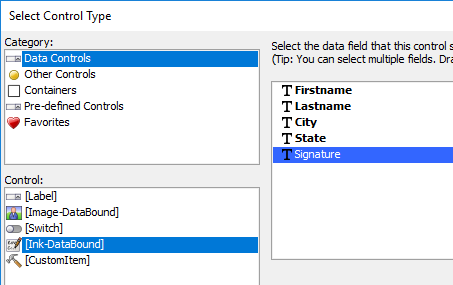 Select Control Type
Category:
Data Controls
Other Controls
Containers
Pre-defined Controls
Favorites
Control:
[Label]
[Image-DataBound]
[Switch]
[Ink-DataBound]
[CustomItem]
Select the data field that this control s
(Tip: You can select multiple fields. Dra
Firstname
Lastname
City
State
Signature